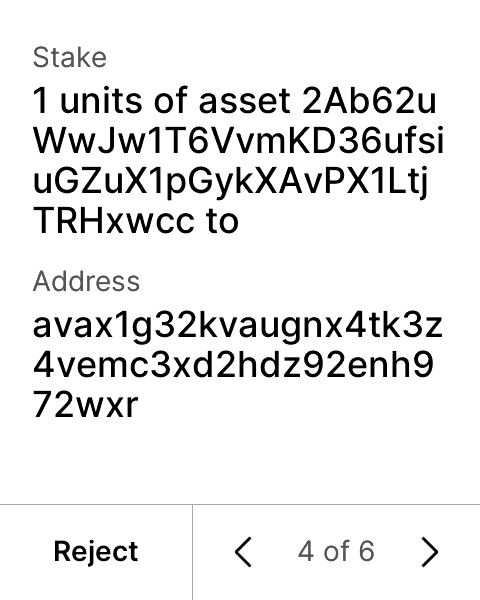 Stake
1 units of asset 2Ab62u
WwJw1T6VvmKD36ufsi
uGZuX1pGykXAvPX1Ltj
TRHxwcc to
Address
avax1g32kvaugnx4tk3z
4vemc3xd2hdz92enh9
72wxr
Reject
4 of 6